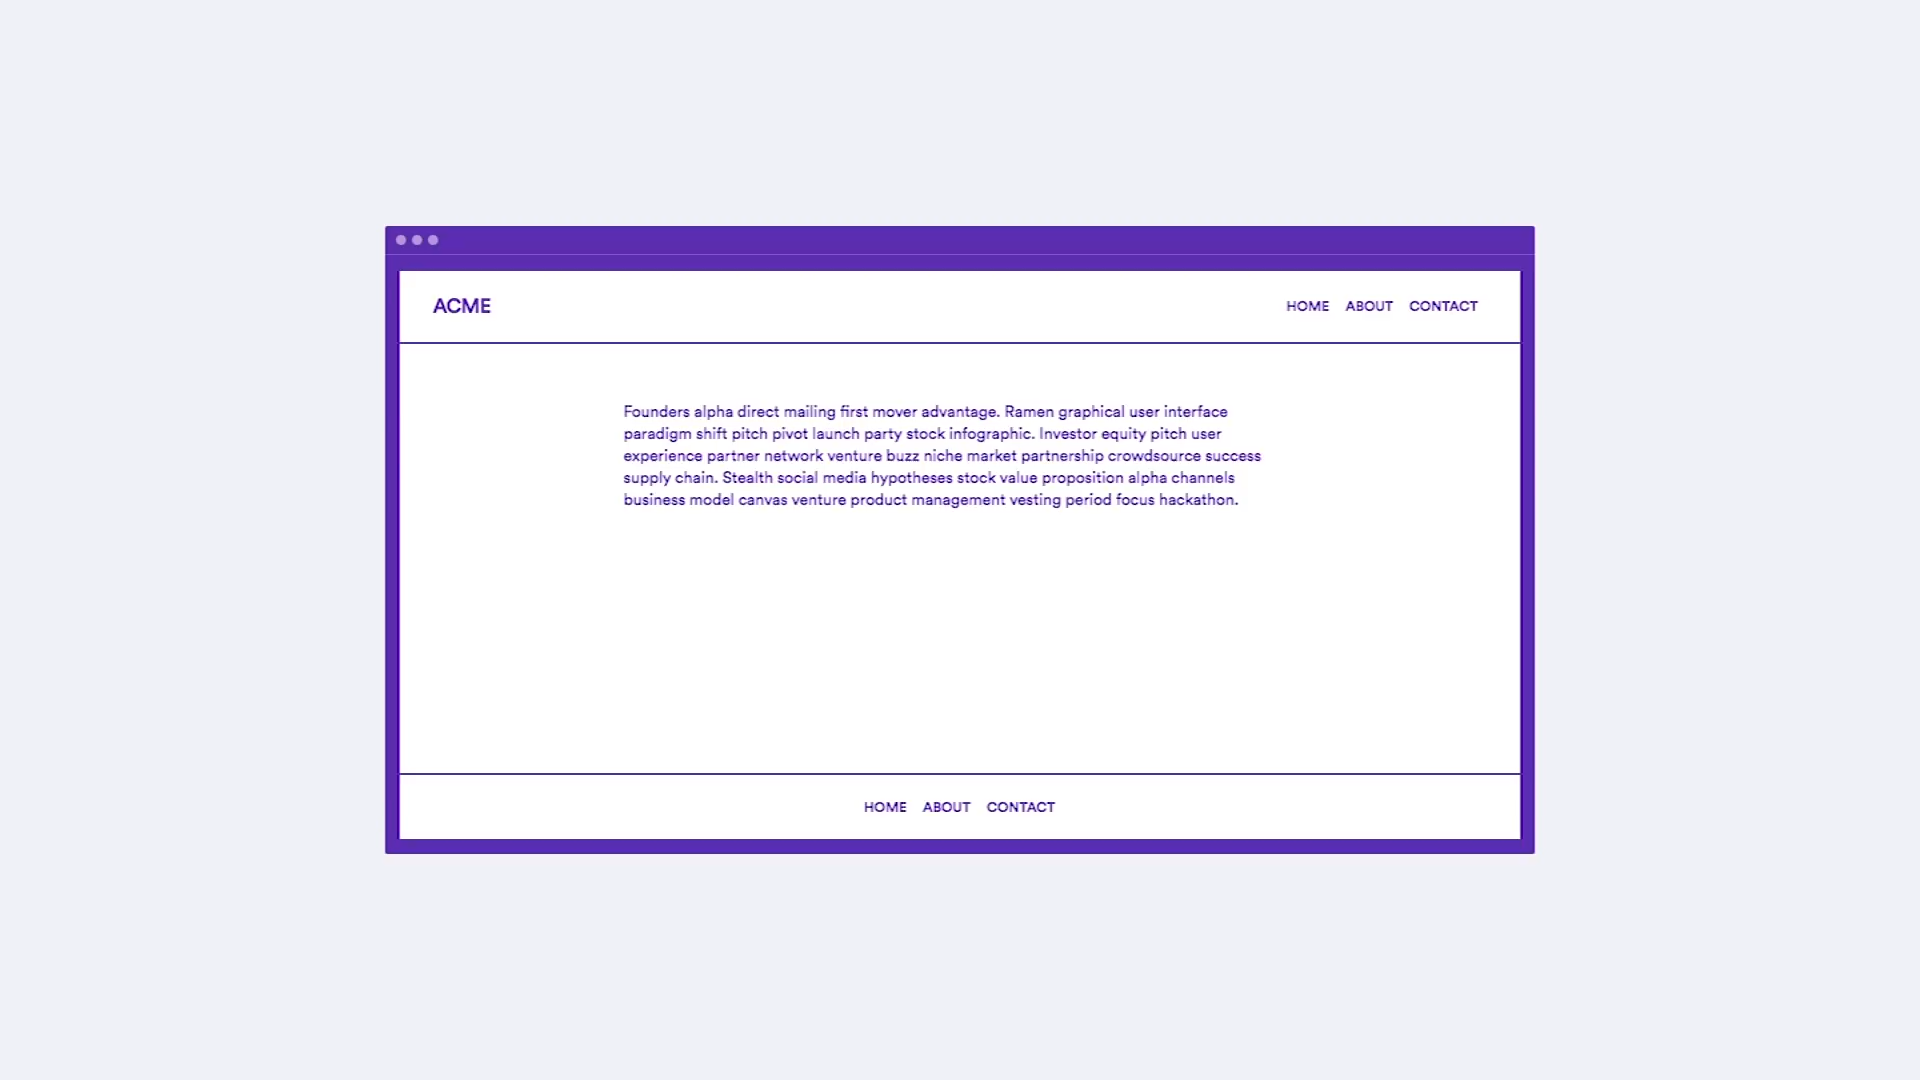 ACME
HOME ABOUT CONTACT
Founders alpha direct mailing first mover advantage. Ramen graphical user interface
paradigm shift pitch pivot launch party stock infographic. Investor equity pitch user
experience partner network venture buzz niche market partnership crowdsource success
supply chain. Stealth social media hypotheses stock value proposition alpha channels
business model canvas venture product management vesting period focus hackathon.
HOME ABOUT CONTACT